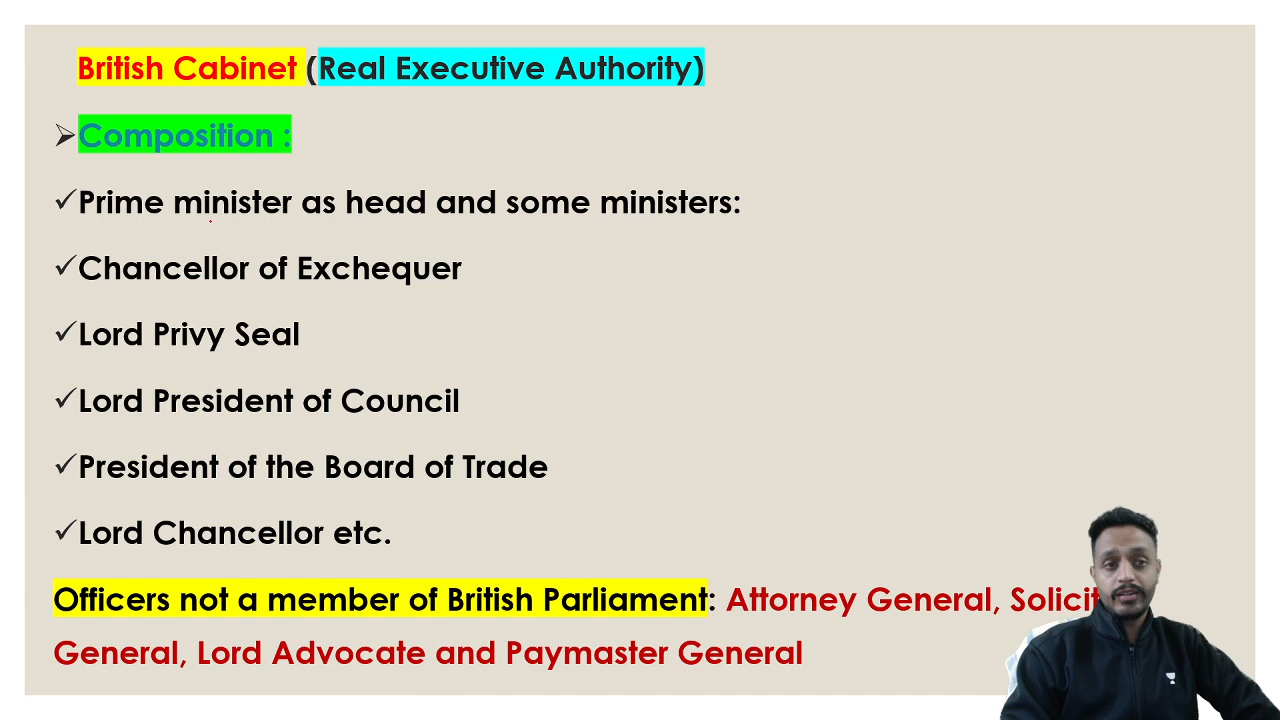 British Cabinet (Real Executive Authority)
Composition :
Prime minister as head and some ministers:
Chancellor of Exchequer
Lord Privy Seal
Lord President of Council
President of the Board of Trade
Lord Chancellor etc.
Officers not a member of British Parliament: Attorney General,
General, Lord Advocate and Paymaster General